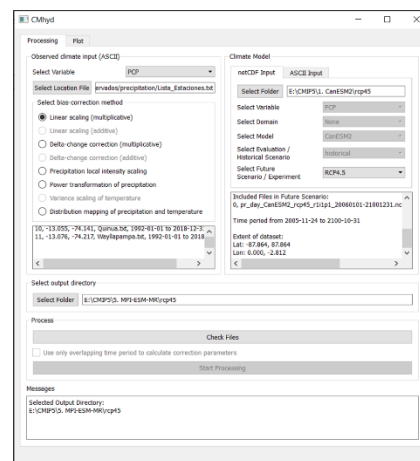 CMhyd
Processing Plot
Observed climate input (ASCII)
Select Variable PCP
Select Location File ervados/precipitation/Lista_Estaciones.txt
Select bias-correction method
Linear scaling (multiplicative)
Linear scaling (additive)
Delta-change correction (multiplicative)
Delta-change correction (additive)
Precipitation local intensity scaling
Power transformation of precipitation
Variance scaling of temperature
Distribution mapping of precipitation and temperature
10, -13.055, -74.141, Quinua.txt, 1992-01-01 to 2018-12-3
11, -13.076, -74.217, Wayllapampa.txt, 1992-01-01 to 2018
Climate Model
netCDF Input ASCII Input
Select Folder E:\CMIP5\1. CanESM2\rcp45
Select Variable PCP
Select Domain None
Select Model CanESM2
Select Evaluation /
Historical Scenario historical
Select Future
Scenario / Experiment RCP4.5
Included Files in Future Scenario:
0, pr_day_CanESM2_rcp45_r1i1p1_20060101-21001231.nc
Time period from 2005-11-24 to 2100-10-31
Extent of dataset:
Lat: -87.864, 87.864
Lon: 0.000, -2.812
Select output directory
Select Folder E:\CMIP5\5. MPI-ESM-MR\rcp45
Process
Check Files
Use only overlapping time period to calculate correction parameters
Start Processing
Messages
Selected Output Directory:
E:\CMIP5\5. MPI-ESM-MR\rcp45